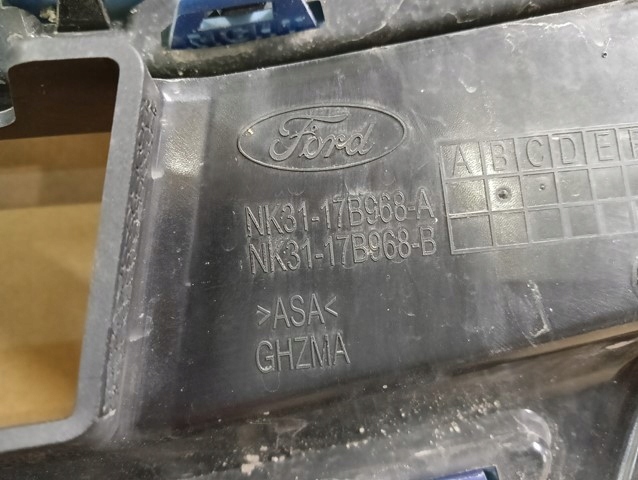 Ford
A B C D E F
NK31-17B968-A
NK31-17B968-B
>ASA<
GHZMA